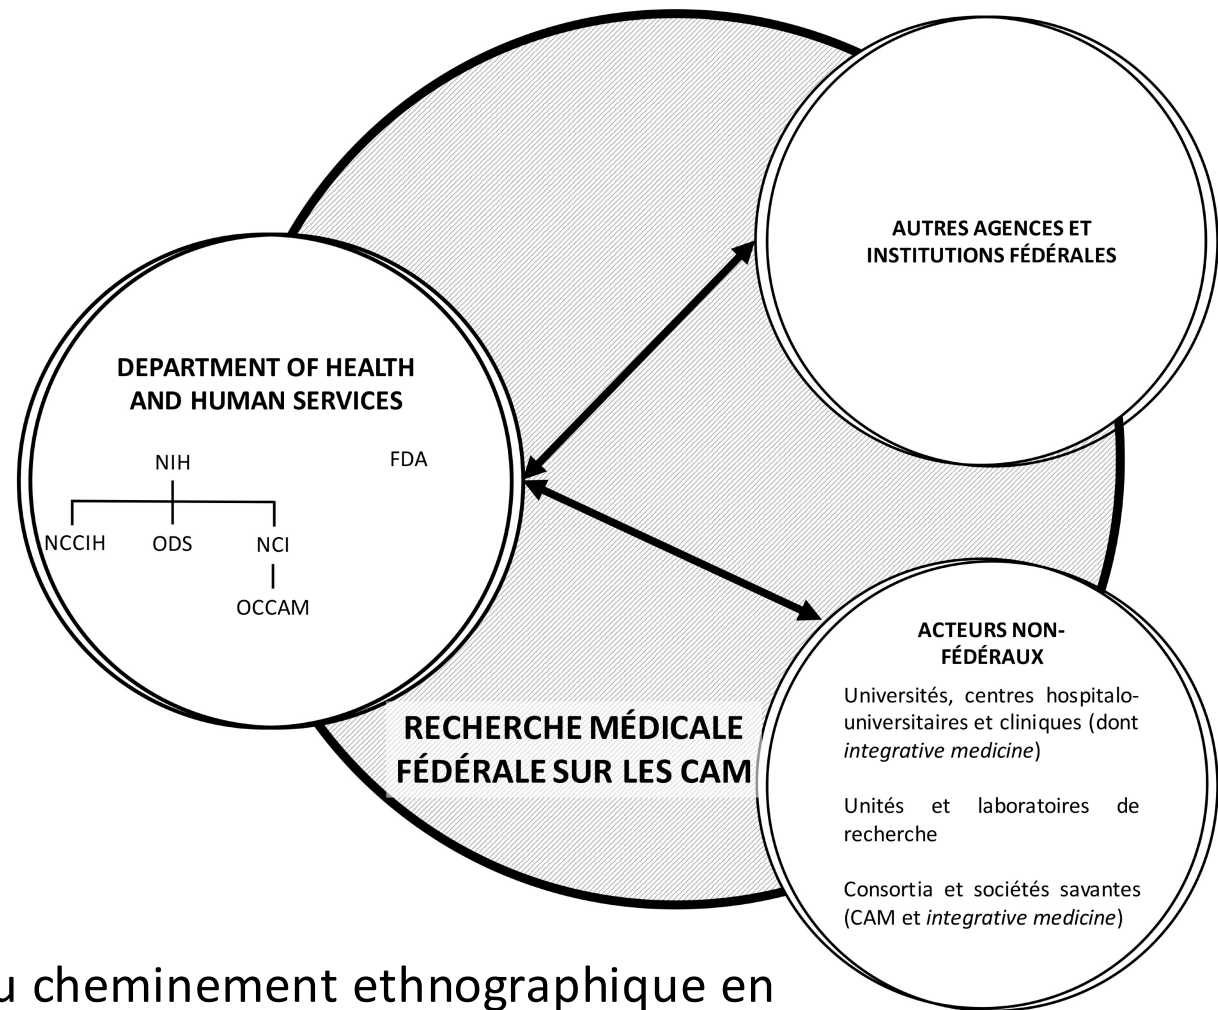 AUTRES AGENCES ET
INSTITUTIONS FÉDÉRALES
DEPARTMENT OF HEALTH
AND HUMAN SERVICES
NIH
FDA
NCCIH
ODS
NCI
OCCAM
RECHERCHE MÉDICALE
FÉDÉRALE SUR LES CAM
ACTEURS NON-
FÉDÉRAUX
Universités, centres hospitalo-
universitaires et cliniques (dont
integrative medicine)
Unités et laboratoires de
recherche
Consortia et sociétés savantes
(CAM et integrative medicine)
cheminement ethnographique en